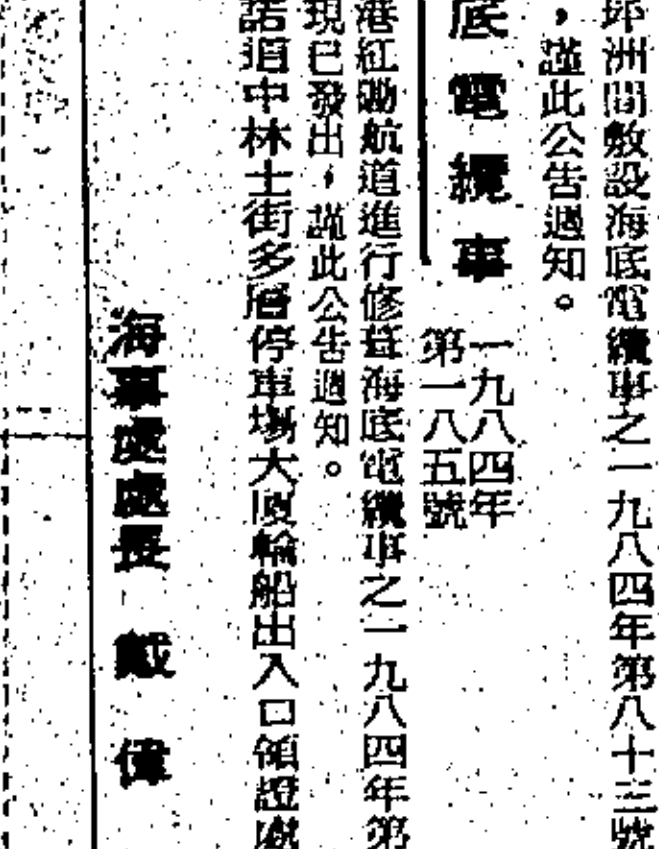 洲間敷設海底電纜事之一九八四年第八十三號
，謹此公告週知。
底電纜事
一九八四年
第一八五號
港紅磡航道進行修葺海底電纜事之一九八四年第
現已發出，謹此公告週知。
諾道中林士街多層停車場大廈輪船出入口領證處
海事處處長 戴偉